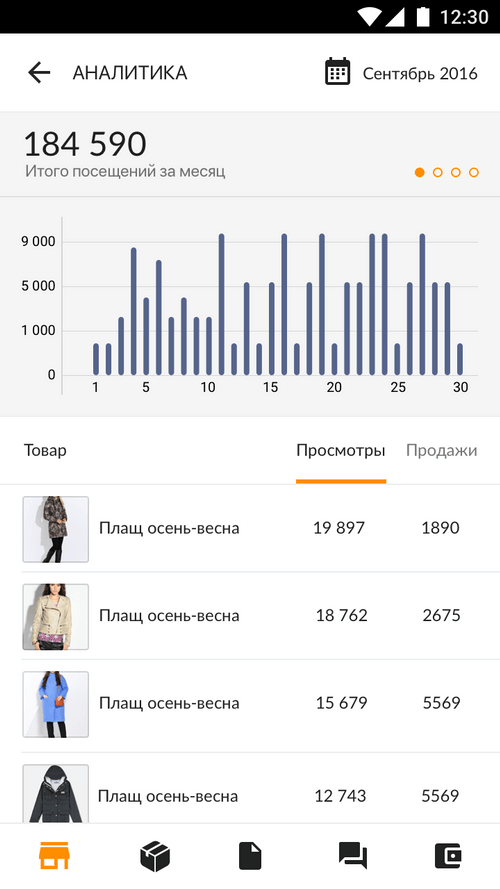 12:30
АНАЛИТИКА Сентябрь 2016
184 590
Итого посещений за месяц
9 000
5 000
1 000
0
1 5 10 15 20 25 30
Товар Просмотры Продажи
Плащ осень-весна 19 897 1890
Плащ осень-весна 18 762 2675
Плащ осень-весна 15 679 5569
Плащ осень-весна 12 743 5569